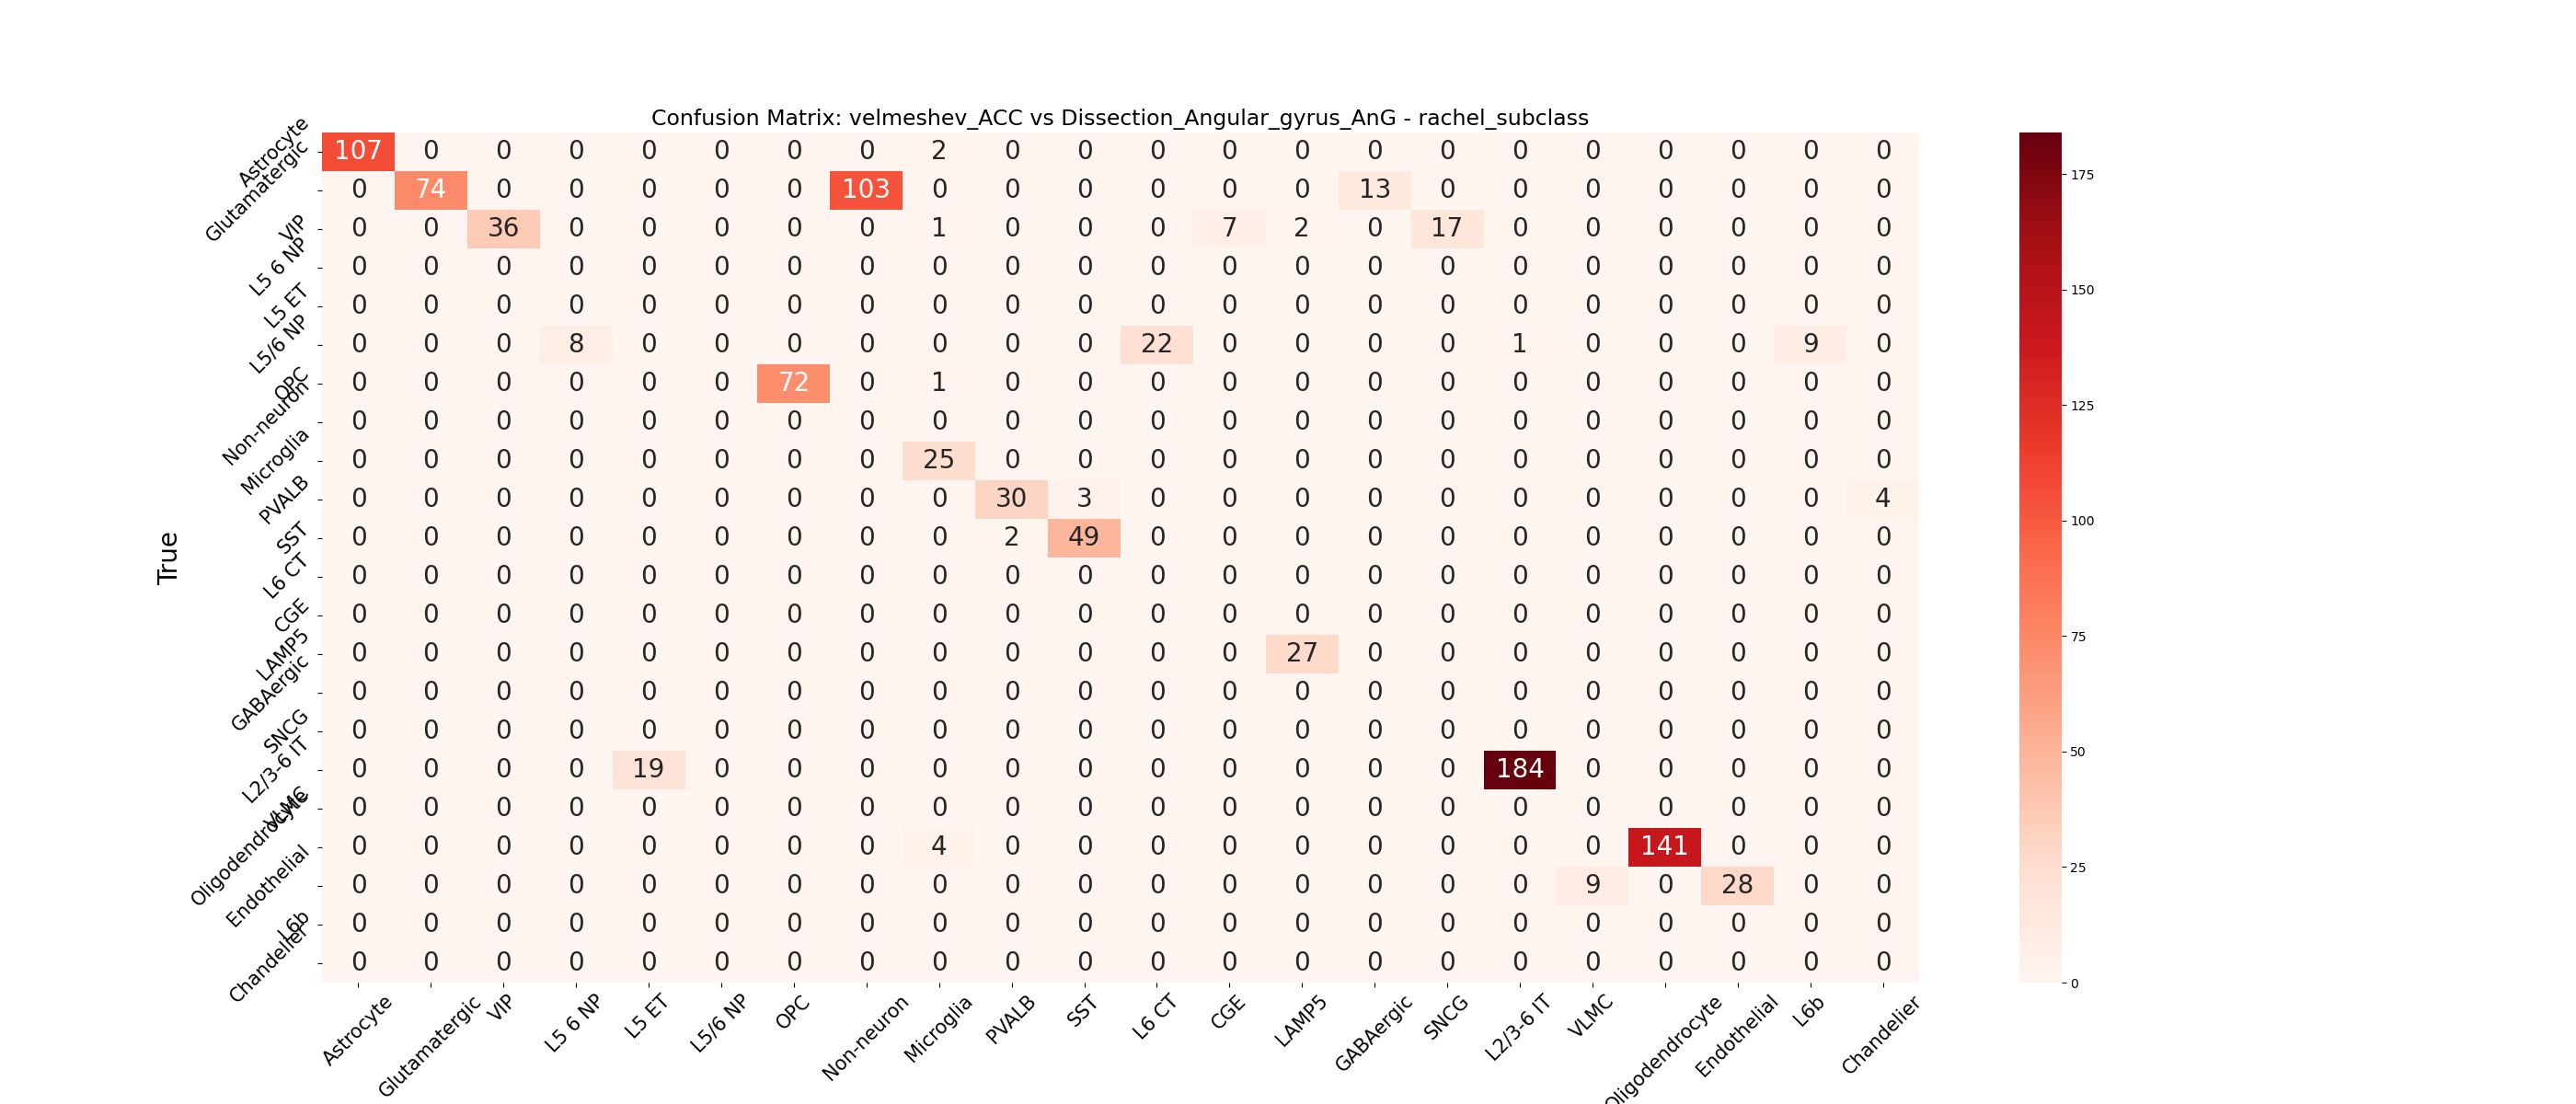 Confusion Matrix: velmeshev_ACC vs Dissection_Angular_gyrus_AnG - rachel_subclass
True
Astrocyte 107 0 0 0 0 0 0 0 2 0 0 0 0 0 0 0 0 0 0 0 0 0
Glutamatergic 0 74 0 0 0 0 0 103 0 0 0 0 0 0 13 0 0 0 0 0 0 0
VIP 0 0 36 0 0 0 0 0 1 0 0 0 7 2 0 17 0 0 0 0 0 0
L5 6 NP 0 0 0 0 0 0 0 0 0 0 0 0 0 0 0 0 0 0 0 0 0 0
L5 ET 0 0 0 0 0 0 0 0 0 0 0 0 0 0 0 0 0 0 0 0 0 0
L5/6 NP 0 0 0 8 0 0 0 0 0 0 0 22 0 0 0 0 1 0 0 0 9 0
OPC 0 0 0 0 0 0 72 0 1 0 0 0 0 0 0 0 0 0 0 0 0 0
Non-neuron 0 0 0 0 0 0 0 0 0 0 0 0 0 0 0 0 0 0 0 0 0 0
Microglia 0 0 0 0 0 0 0 0 25 0 0 0 0 0 0 0 0 0 0 0 0 0
PVALB 0 0 0 0 0 0 0 0 0 30 3 0 0 0 0 0 0 0 0 0 0 4
SST 0 0 0 0 0 0 0 0 0 2 49 0 0 0 0 0 0 0 0 0 0 0
L6 CT 0 0 0 0 0 0 0 0 0 0 0 0 0 0 0 0 0 0 0 0 0 0
CGE 0 0 0 0 0 0 0 0 0 0 0 0 0 0 0 0 0 0 0 0 0 0
LAMP5 0 0 0 0 0 0 0 0 0 0 0 0 0 27 0 0 0 0 0 0 0 0
GABAergic 0 0 0 0 0 0 0 0 0 0 0 0 0 0 0 0 0 0 0 0 0 0
SNCG 0 0 0 0 0 0 0 0 0 0 0 0 0 0 0 0 0 0 0 0 0 0
L2/3-6 IT 0 0 0 0 19 0 0 0 0 0 0 0 0 0 0 0 184 0 0 0 0 0
VLMC 0 0 0 0 0 0 0 0 0 0 0 0 0 0 0 0 0 0 0 0 0 0
Oligodendrocyte 0 0 0 0 0 0 0 0 4 0 0 0 0 0 0 0 0 0 141 0 0 0
Endothelial 0 0 0 0 0 0 0 0 0 0 0 0 0 0 0 0 0 9 0 28 0 0
L6b 0 0 0 0 0 0 0 0 0 0 0 0 0 0 0 0 0 0 0 0 0 0
Chandelier 0 0 0 0 0 0 0 0 0 0 0 0 0 0 0 0 0 0 0 0 0 0
Astrocyte Glutamatergic VIP L5 6 NP L5 ET L5/6 NP OPC Non-neuron Microglia PVALB SST L6 CT CGE LAMP5 GABAergic SNCG L2/3-6 IT VLMC Oligodendrocyte Endothelial L6b Chandelier
175
150
125
100
75
50
25
0